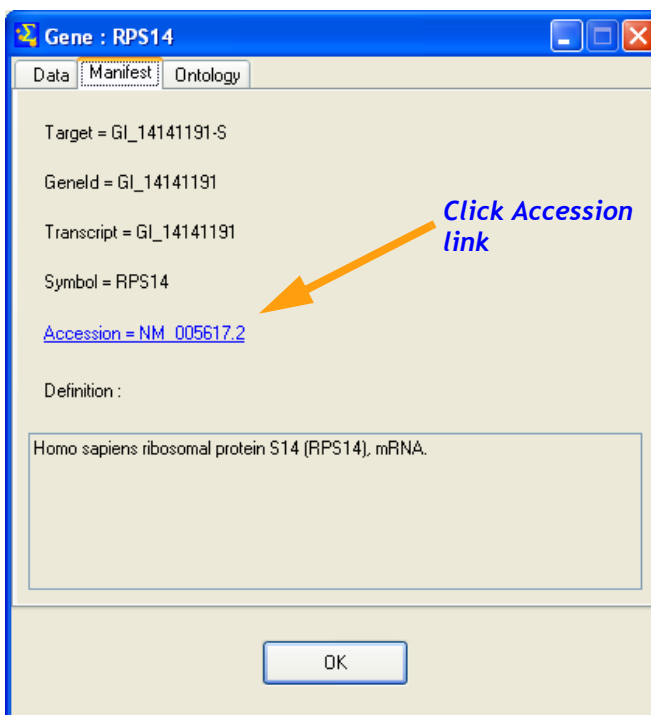 Gene : RPS14
Data Manifest Ontology
Target = GI_14141191-S
GeneId = GI_14141191
Transcript = GI_14141191
Click Accession
link
Symbol = RPS14
Accession = NM_005617.2
Definition :
Homo sapiens ribosomal protein S14 (RPS14), mRNA.
OK